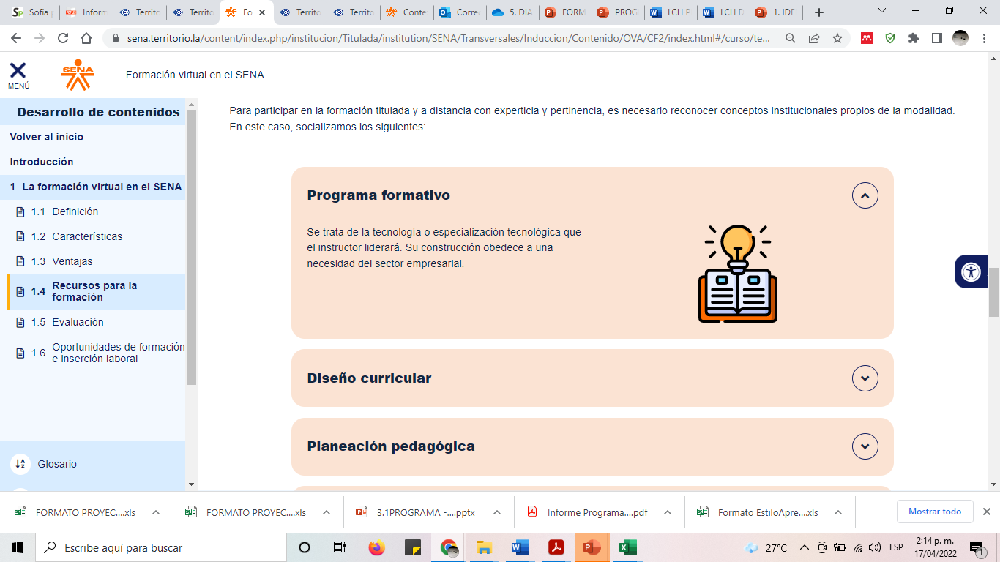 Sofia
Inform
Territo
Territo
Fo
Territo
Territo
Conte
Corre
5. DIA
FORM
PROG
LCH P
LCH D
1. IDE
sena.territorio.la/content/index.php/institucion/Titulada/institution/SENA/Transversales/Induccion/Contenido/OVA/CF2/index.html#/curso/te...
MENÚ
SENA
Formación virtual en el SENA
Desarrollo de contenidos
Volver al inicio
Introducción
1 La formación virtual en el SENA
1.1 Definición
1.2 Características
1.3 Ventajas
1.4 Recursos para la
formación
1.5 Evaluación
1.6 Oportunidades de formación
e inserción laboral
Glosario
Para participar en la formación titulada y a distancia con experticia y pertinencia, es necesario reconocer conceptos institucionales propios de la modalidad.
En este caso, socializamos los siguientes:
Programa formativo
Se trata de la tecnología o especialización tecnológica que
el instructor liderará. Su construcción obedece a una
necesidad del sector empresarial.
Diseño curricular
Planeación pedagógica
FORMATO PROYEC....xls
FORMATO PROYEC....xls
3.1PROGRAMA -....pptx
Informe Programa....pdf
Formato EstiloApre....xls
Mostrar todo
Escribe aquí para buscar
27°C
ESP
2:14 p. m.
17/04/2022
1